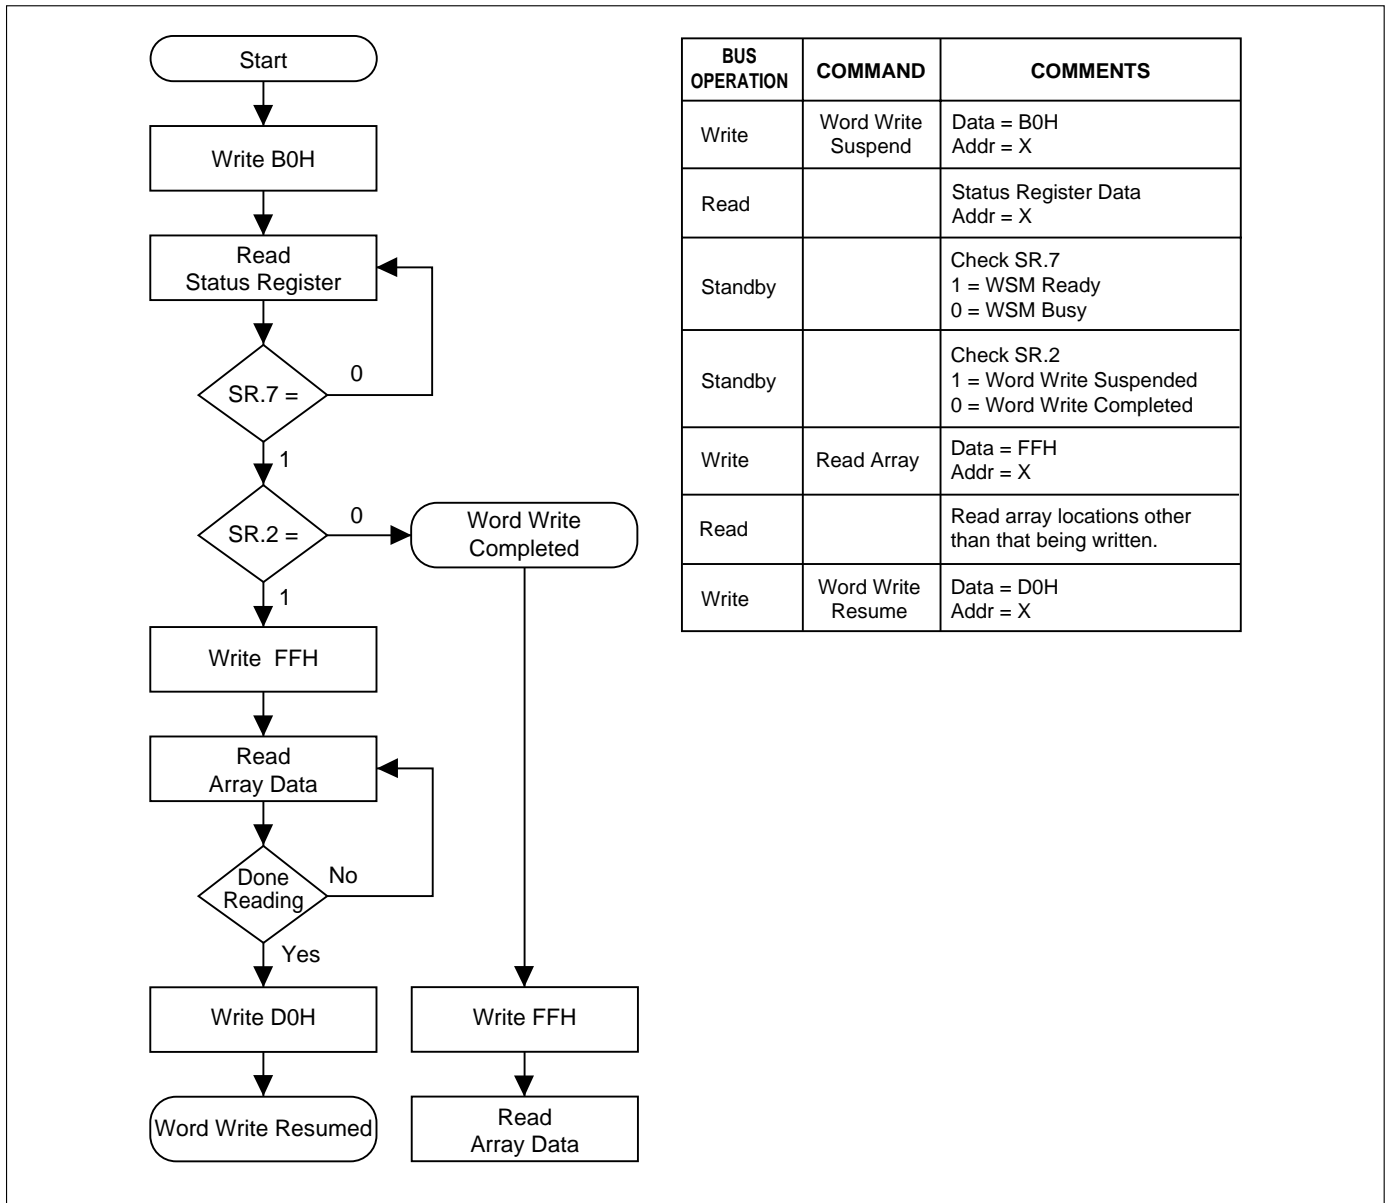 Start
Write B0H
Read
Status Register
SR.7 =
0
1
SR.2 =
0
Word Write
Completed
1
Write FFH
Read
Array Data
Done
Reading
No
Yes
Write D0H
Write FFH
Word Write Resumed
Read
Array Data
BUS
OPERATION
COMMAND
COMMENTS
Write
Word Write
Suspend
Data = B0H
Addr = X
Read
Status Register Data
Addr = X
Standby
Check SR.7
1 = WSM Ready
0 = WSM Busy
Standby
Check SR.2
1 = Word Write Suspended
0 = Word Write Completed
Write
Read Array
Data = FFH
Addr = X
Read
Read array locations other
than that being written.
Write
Word Write
Resume
Data = D0H
Addr = X